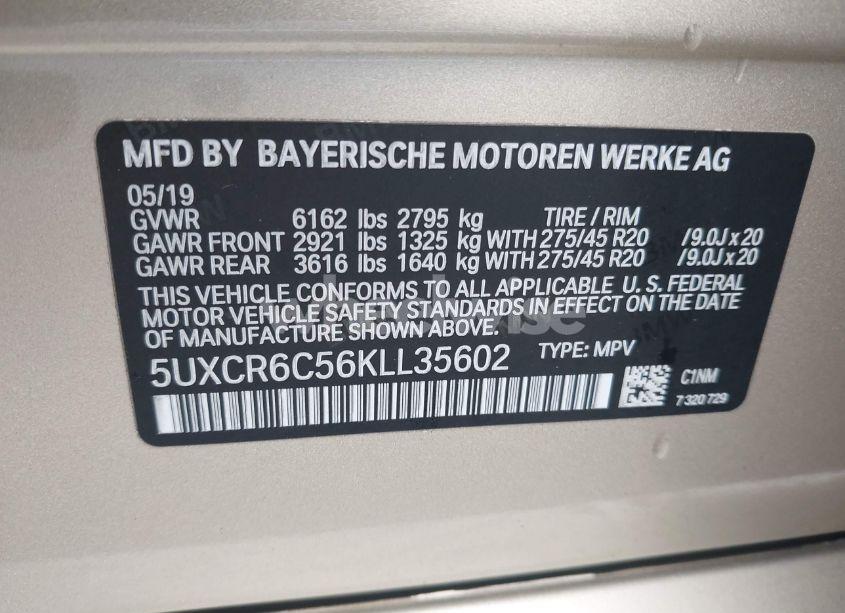 MFD BY BAYERISCHE MOTOREN WERKE AG
05/19
GVWR 6162 lbs 2795 kg TIRE / RIM
GAWR FRONT 2921 lbs 1325 kg WITH 275/45 R20 /9.0J x 20
GAWR REAR 3616 lbs 1640 kg WITH 275/45 R20 /9.0J x 20
THIS VEHICLE CONFORMS TO ALL APPLICABLE U. S. FEDERAL
MOTOR VEHICLE SAFETY STANDARDS IN EFFECT ON THE DATE
OF MANUFACTURE SHOWN ABOVE.
5UXCR6C56KLL35602 TYPE: MPV
C1NM
7 320 729